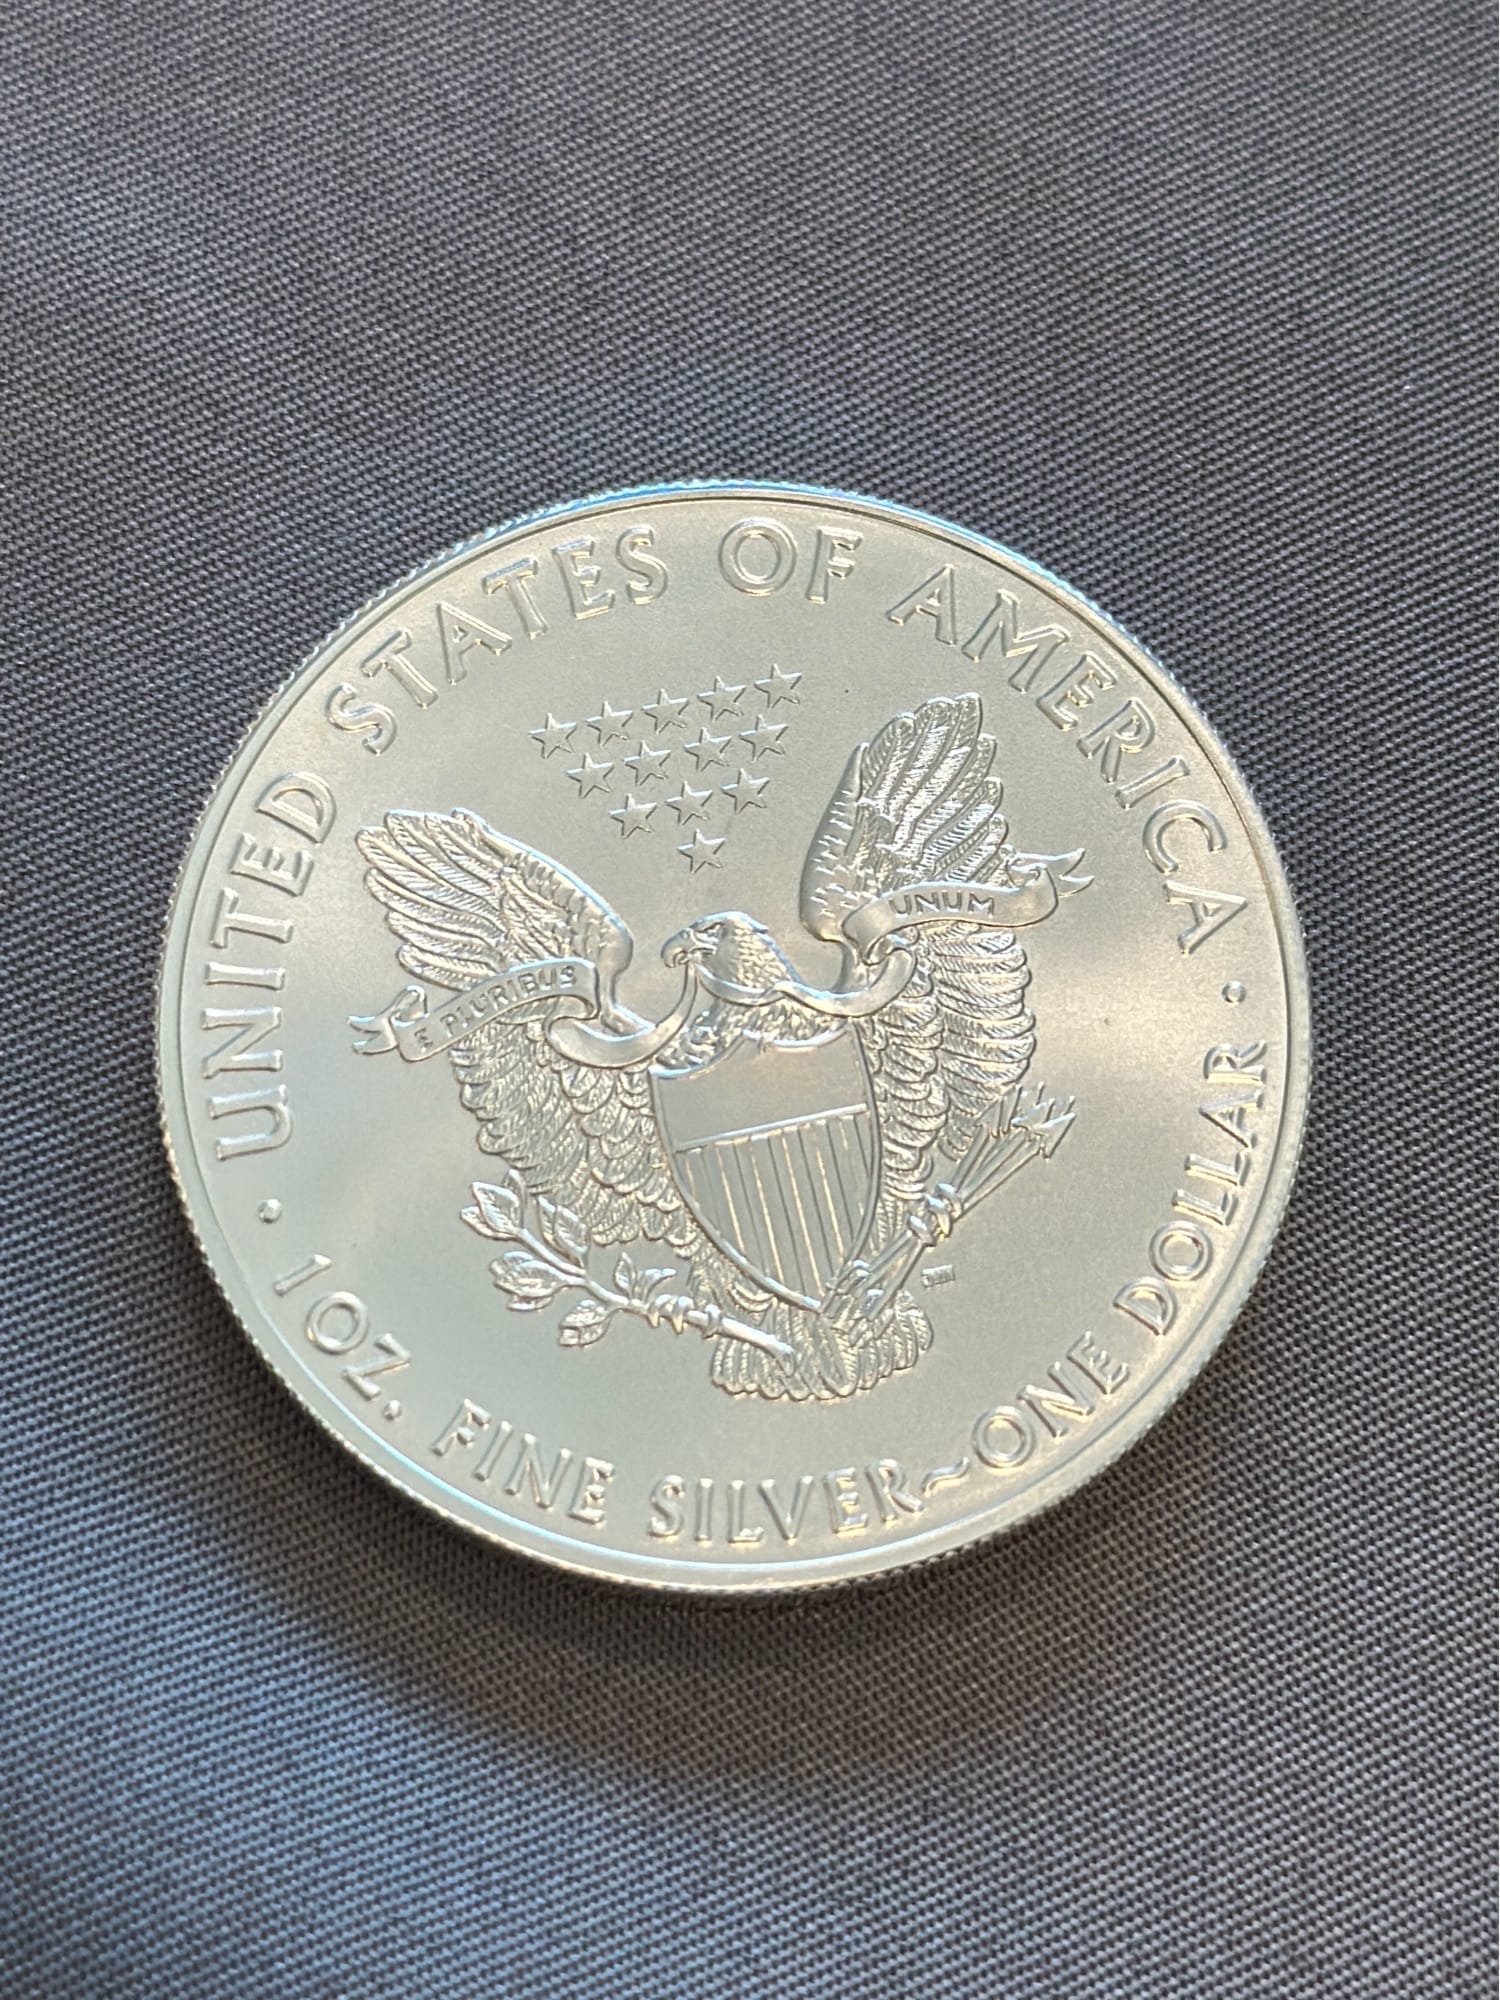 UNITED STATES OF AMERICA
E PLURIBUS UNUM
1 OZ. FINE SILVER~ONE DOLLAR